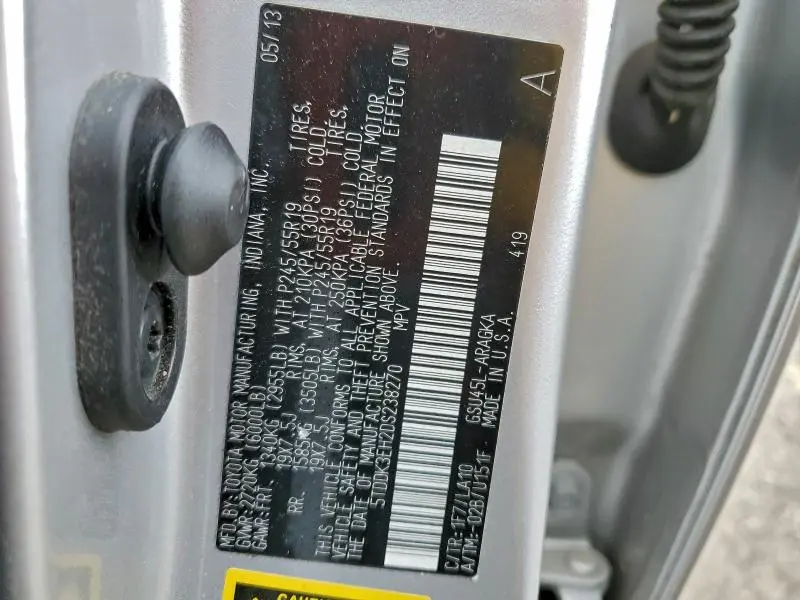 MFD BY: TOYOTA MOTOR MANUFACTURING, INDIANA, INC. 05/13
GVWR: 2720KG (6000LB)
GAWR: FRT. 1340KG (2955LB) WITH P245/55R19 TIRES,
19X7.5J RIMS, AT 210KPA (30PSI) COLD
RR. 1585KG (3505LB) WITH P245/55R19 TIRES,
19X7.5J RIMS, AT 250KPA (36PSI) COLD
THIS VEHICLE CONFORMS TO ALL APPLICABLE FEDERAL MOTOR
VEHICLE SAFETY AND THEFT PREVENTION STANDARDS IN EFFECT ON
THE DATE OF MANUFACTURE SHOWN ABOVE.
5TDDK3EH2DS238270 MPV
A
419
C/TR: 1F7/LA10 GSU45L-ARAGKA
A/TM: -02B/U151F MADE IN U.S.A.